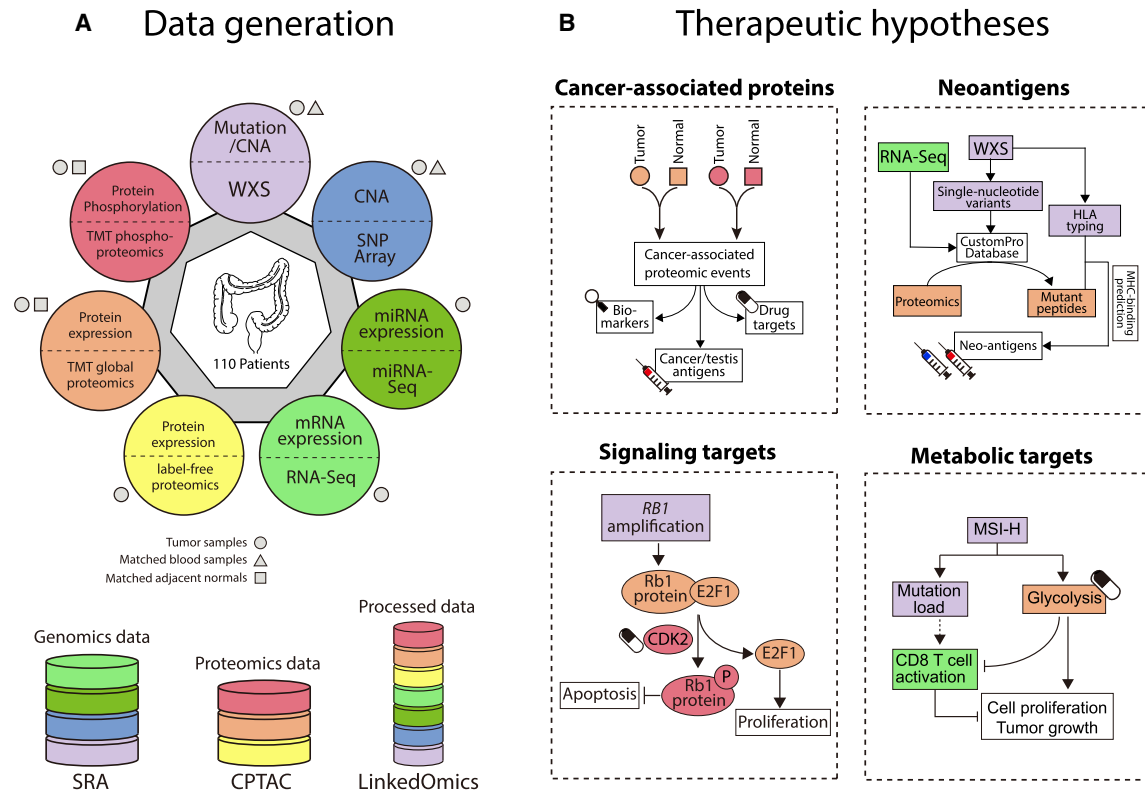 A
Data generation
Mutation
/CNA
WXS
CNA
SNP
Array
miRNA
expression
miRNA-
Seq
mRNA
expression
RNA-Seq
Protein
expression
label-free
proteomics
Protein
expression
TMT global
proteomics
Protein
Phosphorylation
TMT phospho-
proteomics
110 Patients
Tumor samples
Matched blood samples
Matched adjacent normals
Genomics data
SRA
Proteomics data
CPTAC
Processed data
LinkedOmics
B
Therapeutic hypotheses
Cancer-associated proteins
Tumor
Normal
Tumor
Normal
Cancer-associated
proteomic events
Bio-
markers
Drug
targets
Cancer/testis
antigens
Neoantigens
RNA-Seq
WXS
Single-nucleotide
variants
HLA
typing
CustomPro
Database
Proteomics
Mutant
peptides
MHC-binding
prediction
Neo-antigens
Signaling targets
RB1
amplification
Rb1
protein
E2F1
CDK2
E2F1
P
Rb1
protein
Apoptosis
Proliferation
Metabolic targets
MSI-H
Mutation
load
Glycolysis
CD8 T cell
activation
Cell proliferation
Tumor growth